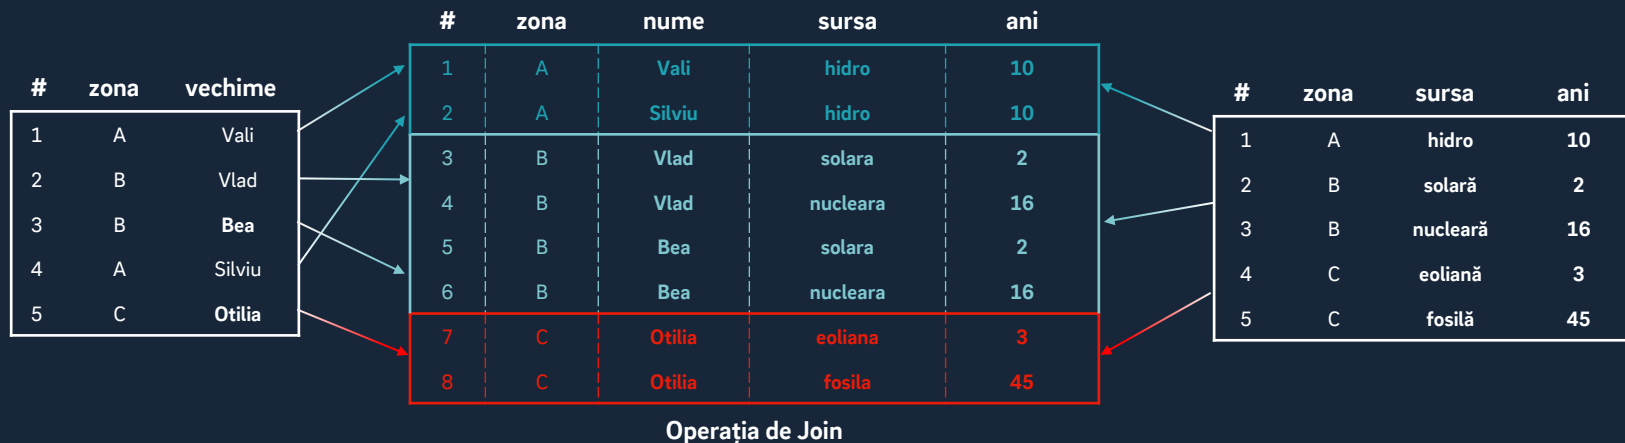 # zona vechime
1 A Vali
2 B Vlad
3 B Bea
4 A Silviu
5 C Otilia
# zona nume sursa ani
1 A Vali hidro 10
2 A Silviu hidro 10
3 B Vlad solara 2
4 B Vlad nucleara 16
5 B Bea solara 2
6 B Bea nucleara 16
7 C Otilia eoliana 3
8 C Otilia fosila 45
Operația de Join
# zona sursa ani
1 A hidro 10
2 B solară 2
3 B nucleară 16
4 C eoliană 3
5 C fosilă 45